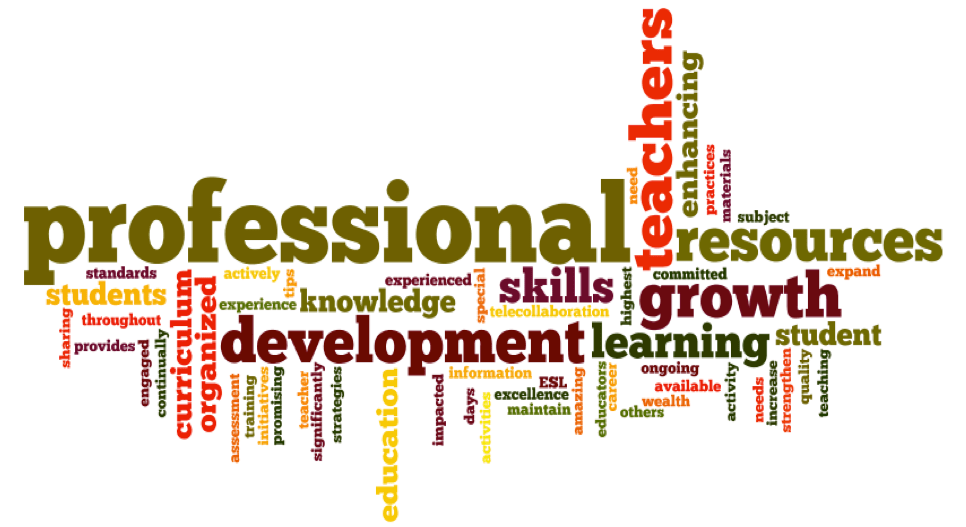 teachers
enhancing
need
practices
materials
professional
subject
resources
standards
actively
tips
experienced
special
skills
highest
committed
expand
students
curriculum
organized
experience
knowledge
telecollaboration
growth
sharing
throughout
provides
engaged
continually
development
learning
student
assessment
training
initiatives
promising
teacher
significantly
strategies
education
impacted
information
days
activities
ESL
excellence
maintain
amazing
educators
career
others
ongoing
available
wealth
activity
needs
increase
strengthen
quality
teaching